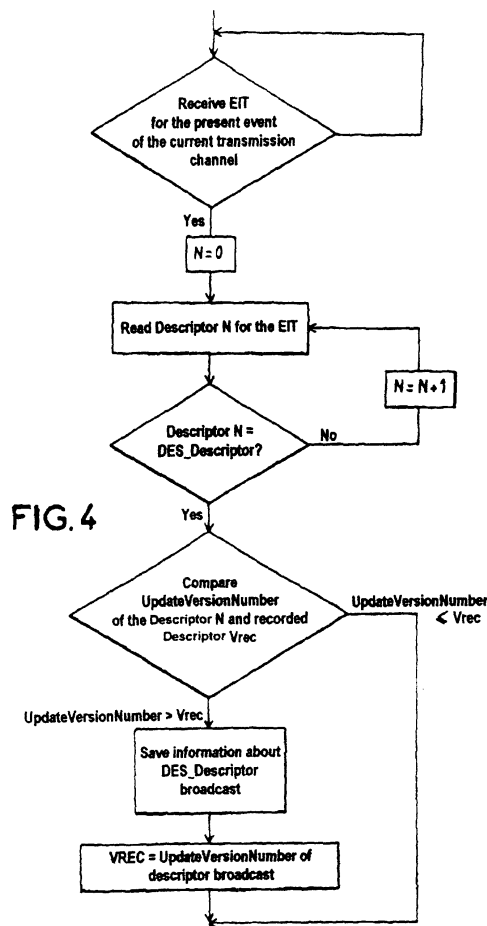 Receive EIT
for the present event
of the current transmission
channel
Yes
N=0
Read Descriptor N for the EIT
N=N+1
Descriptor N =
DES_Descriptor?
No
FIG. 4
Yes
Compare
UpdateVersionNumber
of the Descriptor N and recorded
Descriptor Vrec
UpdateVersionNumber
⩽ Vrec
UpdateVersionNumber > Vrec
Save information about
DES_Descriptor
broadcast
VREC = UpdateVersionNumber of
descriptor broadcast